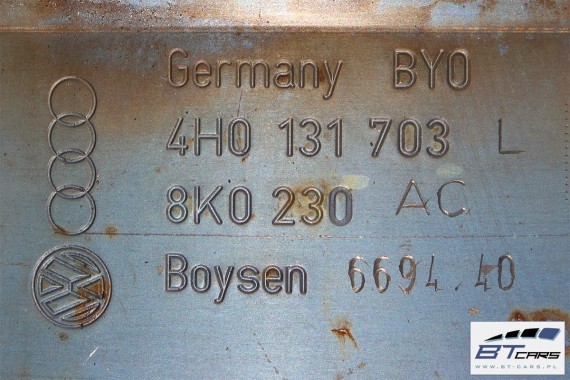 Germany BYO
4H0 131 703 L
8K0 230 AC
Boysen 6694.40
BT CARS
WWW.BT-CARS.PL